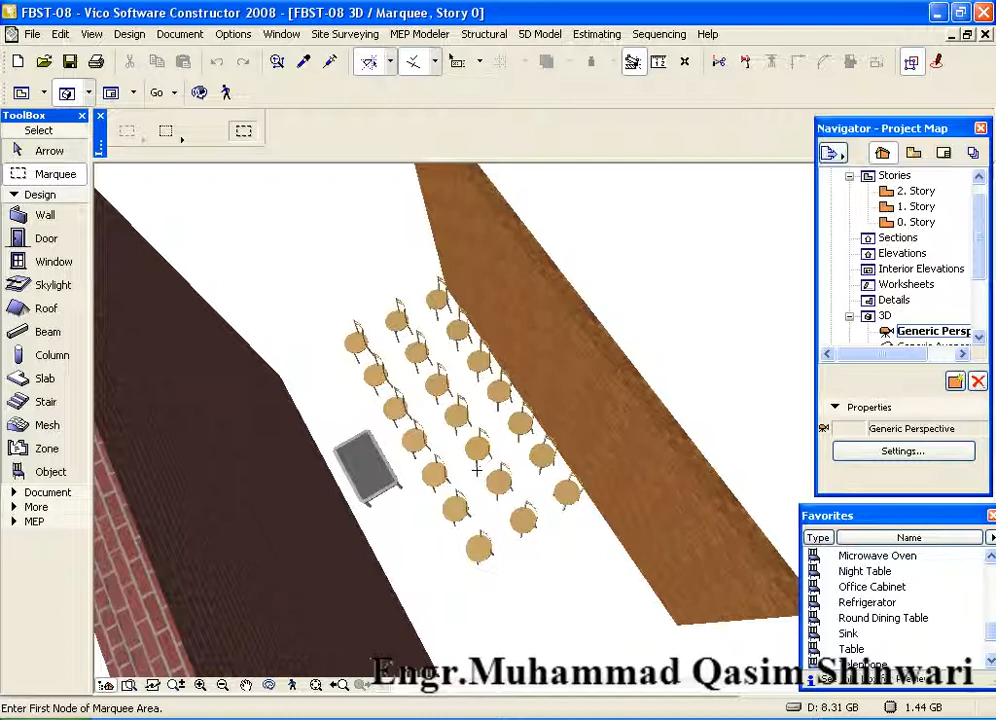 FBST-08 - Vico Software Constructor 2008 - [FBST-08 3D / Marquee, Story 0]
File Edit View Design Document Options Window Site Surveying MEP Modeler Structural 5D Model Estimating Sequencing Help
Go
ToolBox
Select
Arrow
Marquee
Design
Wall
Door
Window
Skylight
Roof
Beam
Column
Slab
Stair
Mesh
Zone
Object
Document
More
MEP
Navigator - Project Map
Stories
2. Story
1. Story
0. Story
Sections
Elevations
Interior Elevations
Worksheets
Details
3D
Generic Persp
Properties
Generic Perspective
Settings...
Favorites
Type Name
Microwave Oven
Night Table
Office Cabinet
Refrigerator
Round Dining Table
Sink
Table
Engr.Muhammad Qasim Shinwari
Enter First Node of Marquee Area.
D: 8.31 GB 1.44 GB